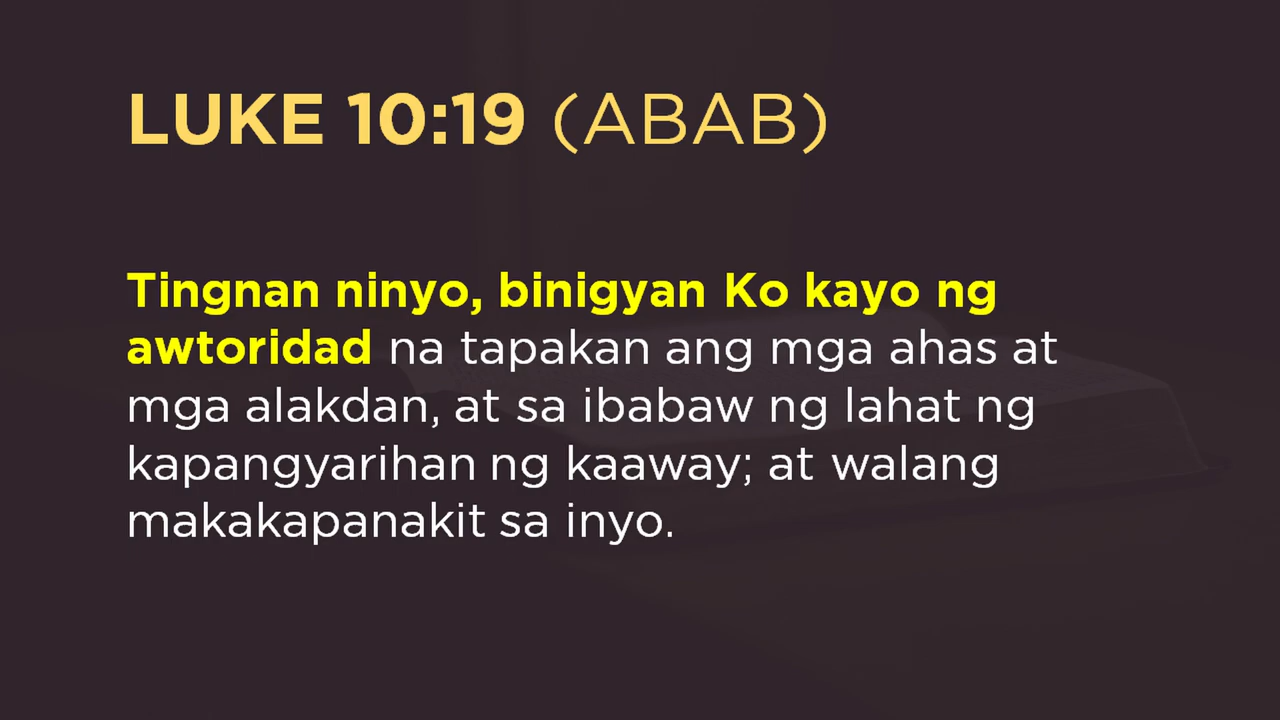 LUKE 10:19 (ABAB)
Tingnan ninyo, binigyan Ko kayo ng
awtoridad na tapakan ang mga ahas at
mga alakdan, at sa ibabaw ng lahat ng
kapangyarihan ng kaaway; at walang
makakapanakit sa inyo.